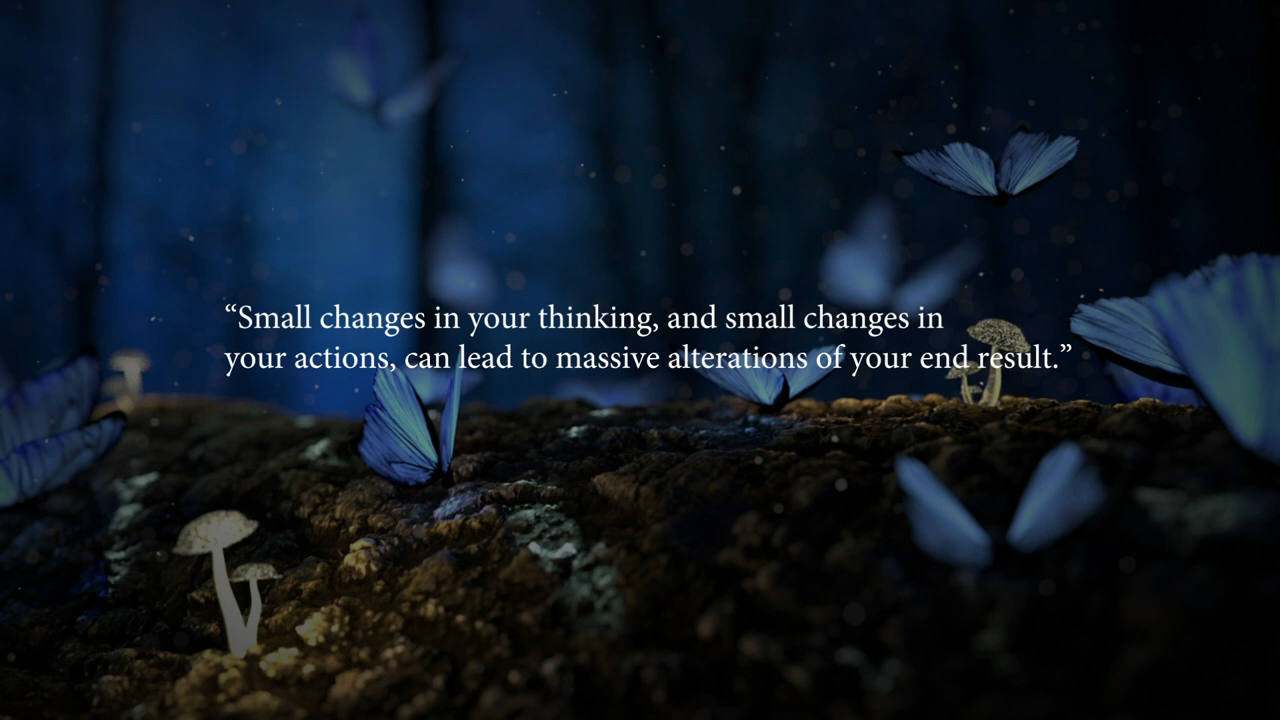 “Small changes in your thinking, and small changes in
your actions, can lead to massive alterations of your end result.”